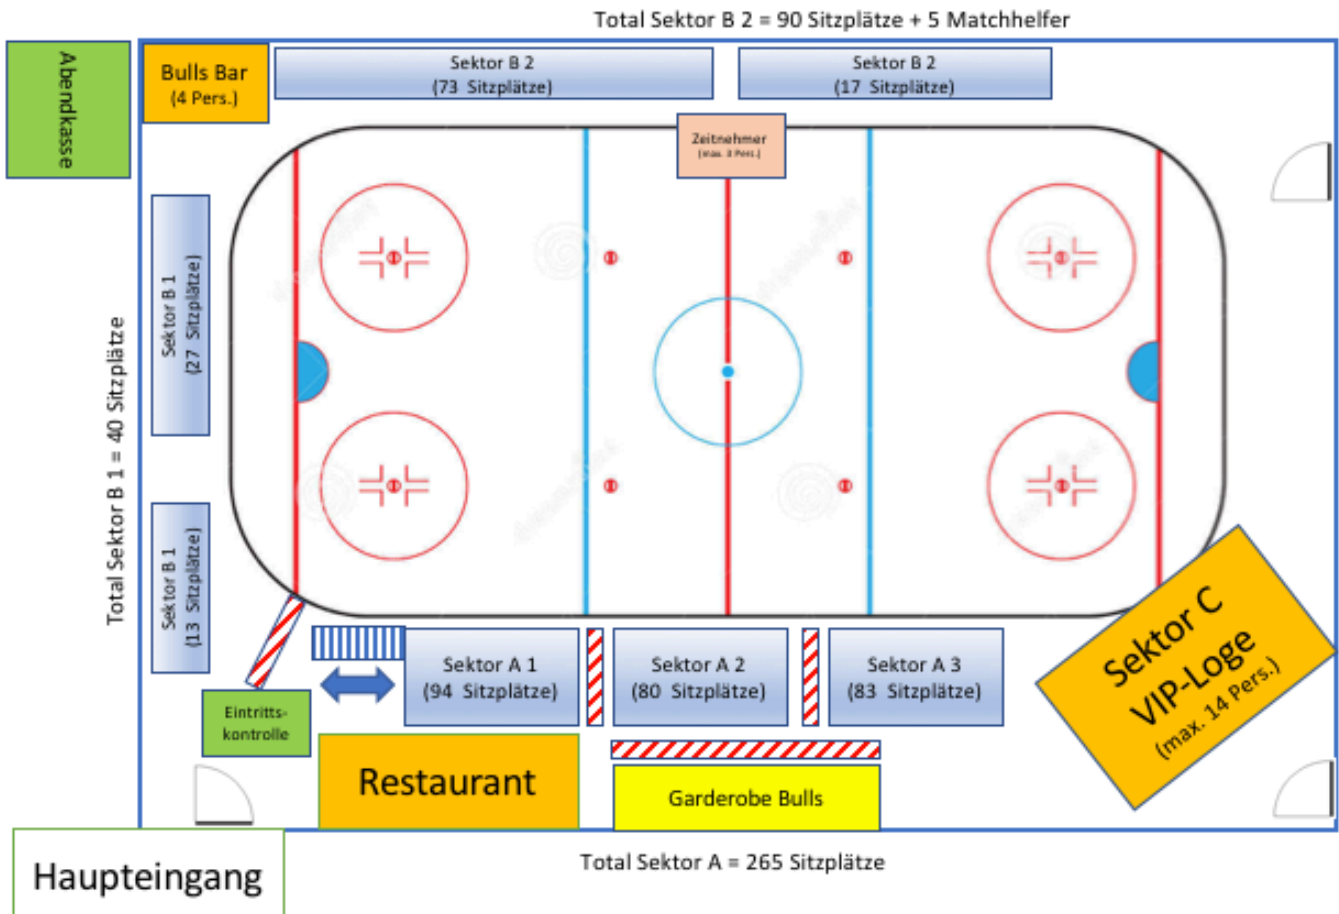 Total Sektor B 2 = 90 Sitzplätze + 5 Matchhelfer
Abendkasse
Bulls Bar
(4 Pers.)
Sektor B 2
(73 Sitzplätze)
Sektor B 2
(17 Sitzplätze)
Zeitnehmer
(max. 3 Pers.)
Total Sektor B 1 = 40 Sitzplätze
Sektor B 1
(27 Sitzplätze)
Sektor B 1
(13 Sitzplätze)
Sektor A 1
(94 Sitzplätze)
Sektor A 2
(80 Sitzplätze)
Sektor A 3
(83 Sitzplätze)
Sektor C
VIP-Loge
(max. 14 Pers.)
Eintritts-
kontrolle
Restaurant
Garderobe Bulls
Haupteingang
Total Sektor A = 265 Sitzplätze